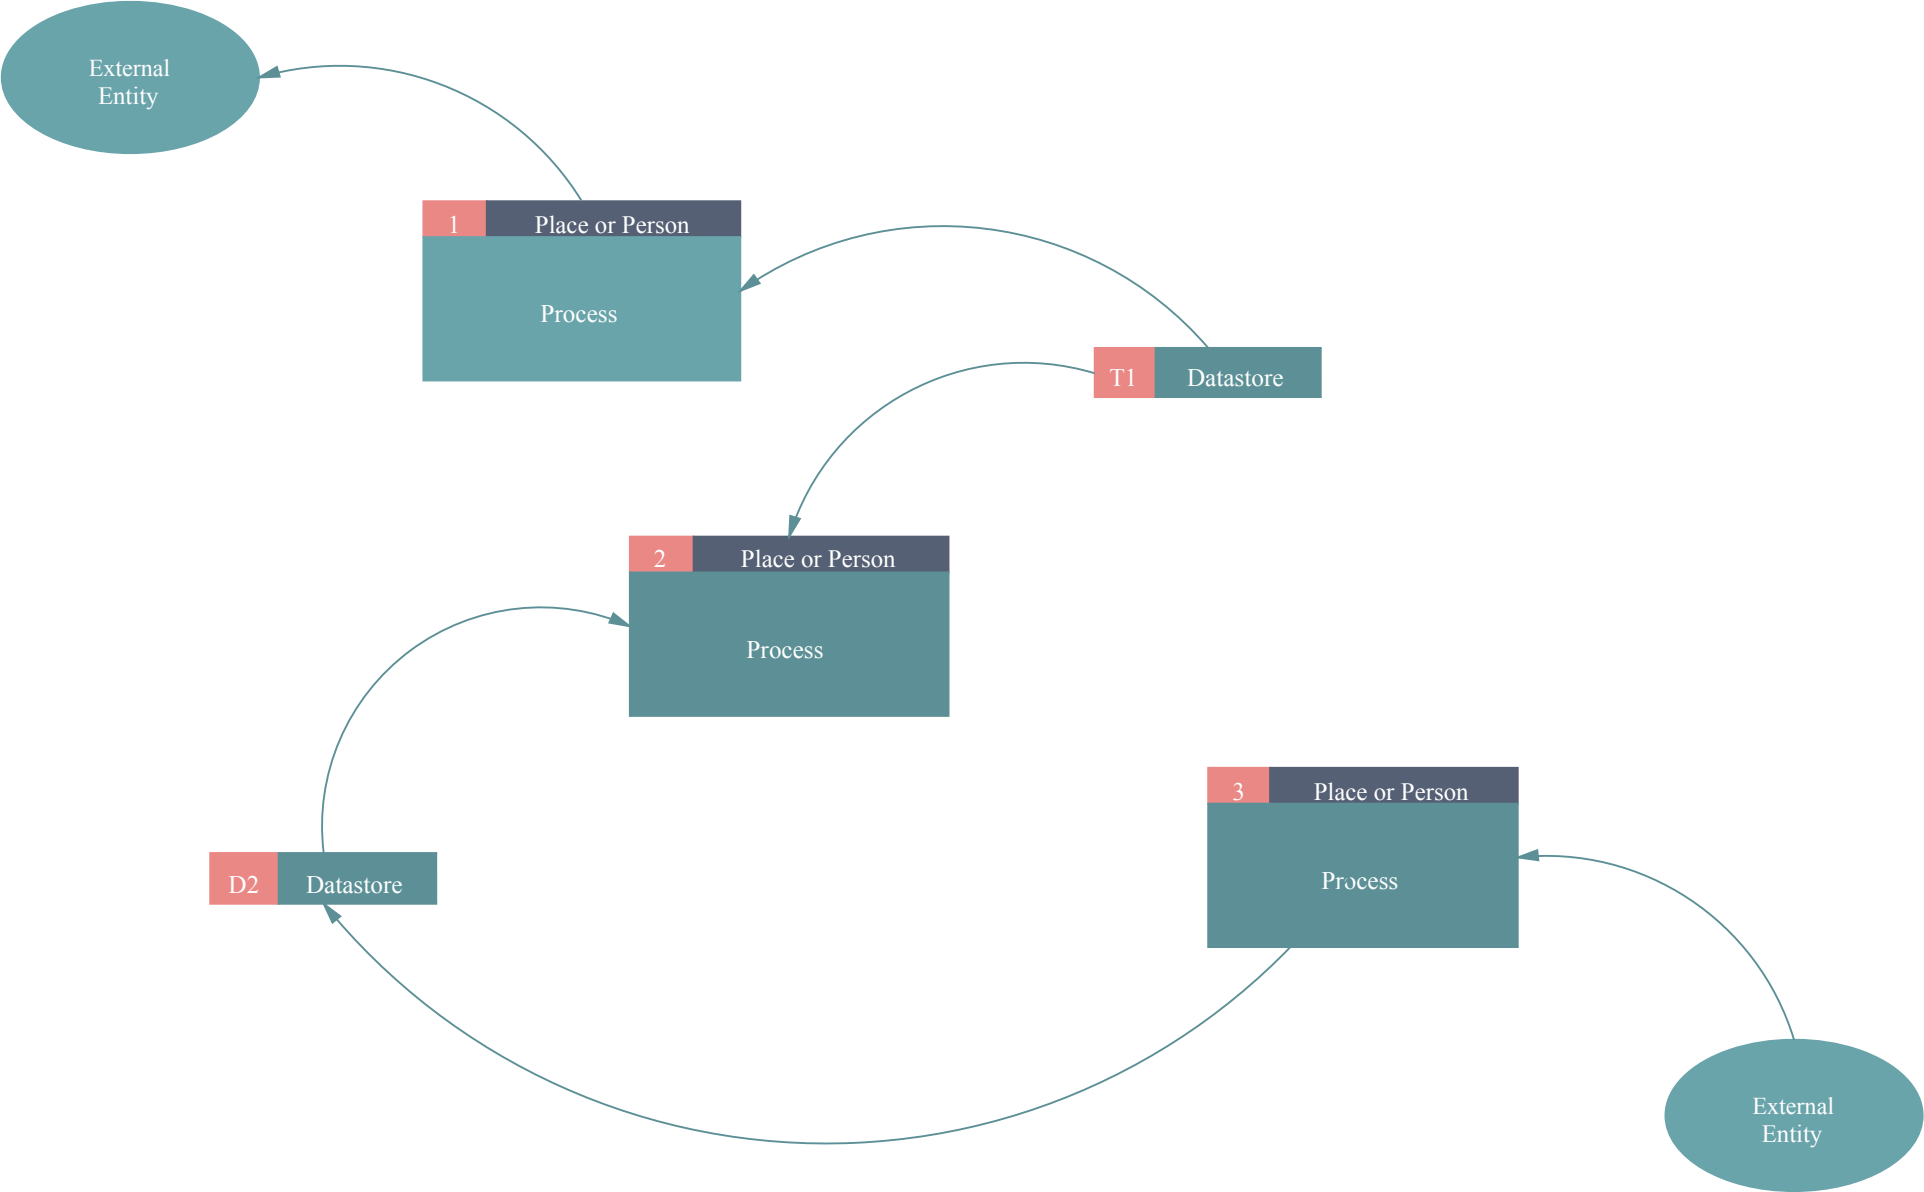 External
Entity
1
Place or Person
Process
T1
Datastore
2
Place or Person
Process
3
Place or Person
Process
D2
Datastore
External
Entity